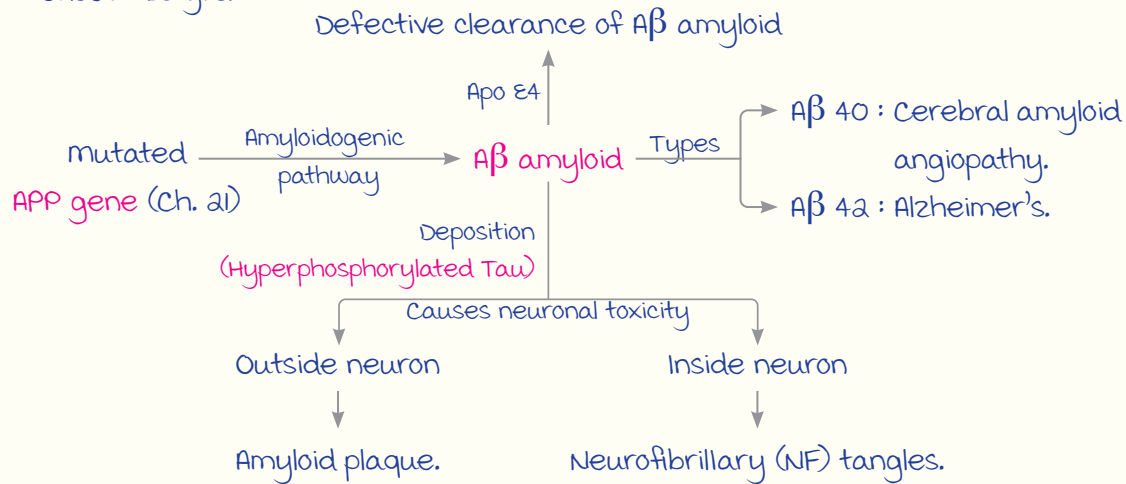 Defective clearance of Aβ amyloid
Apo E4
Aβ 40 : Cerebral amyloid
angiopathy.
Amyloidogenic
pathway
mutated
APP gene (Ch. 21)
Aβ amyloid
Types
Aβ 42 : Alzheimer's.
Deposition
(Hyperphosphorylated Tau)
Causes neuronal toxicity
Outside neuron
Inside neuron
Amyloid plaque.
Neurofibrillary (NF) tangles.